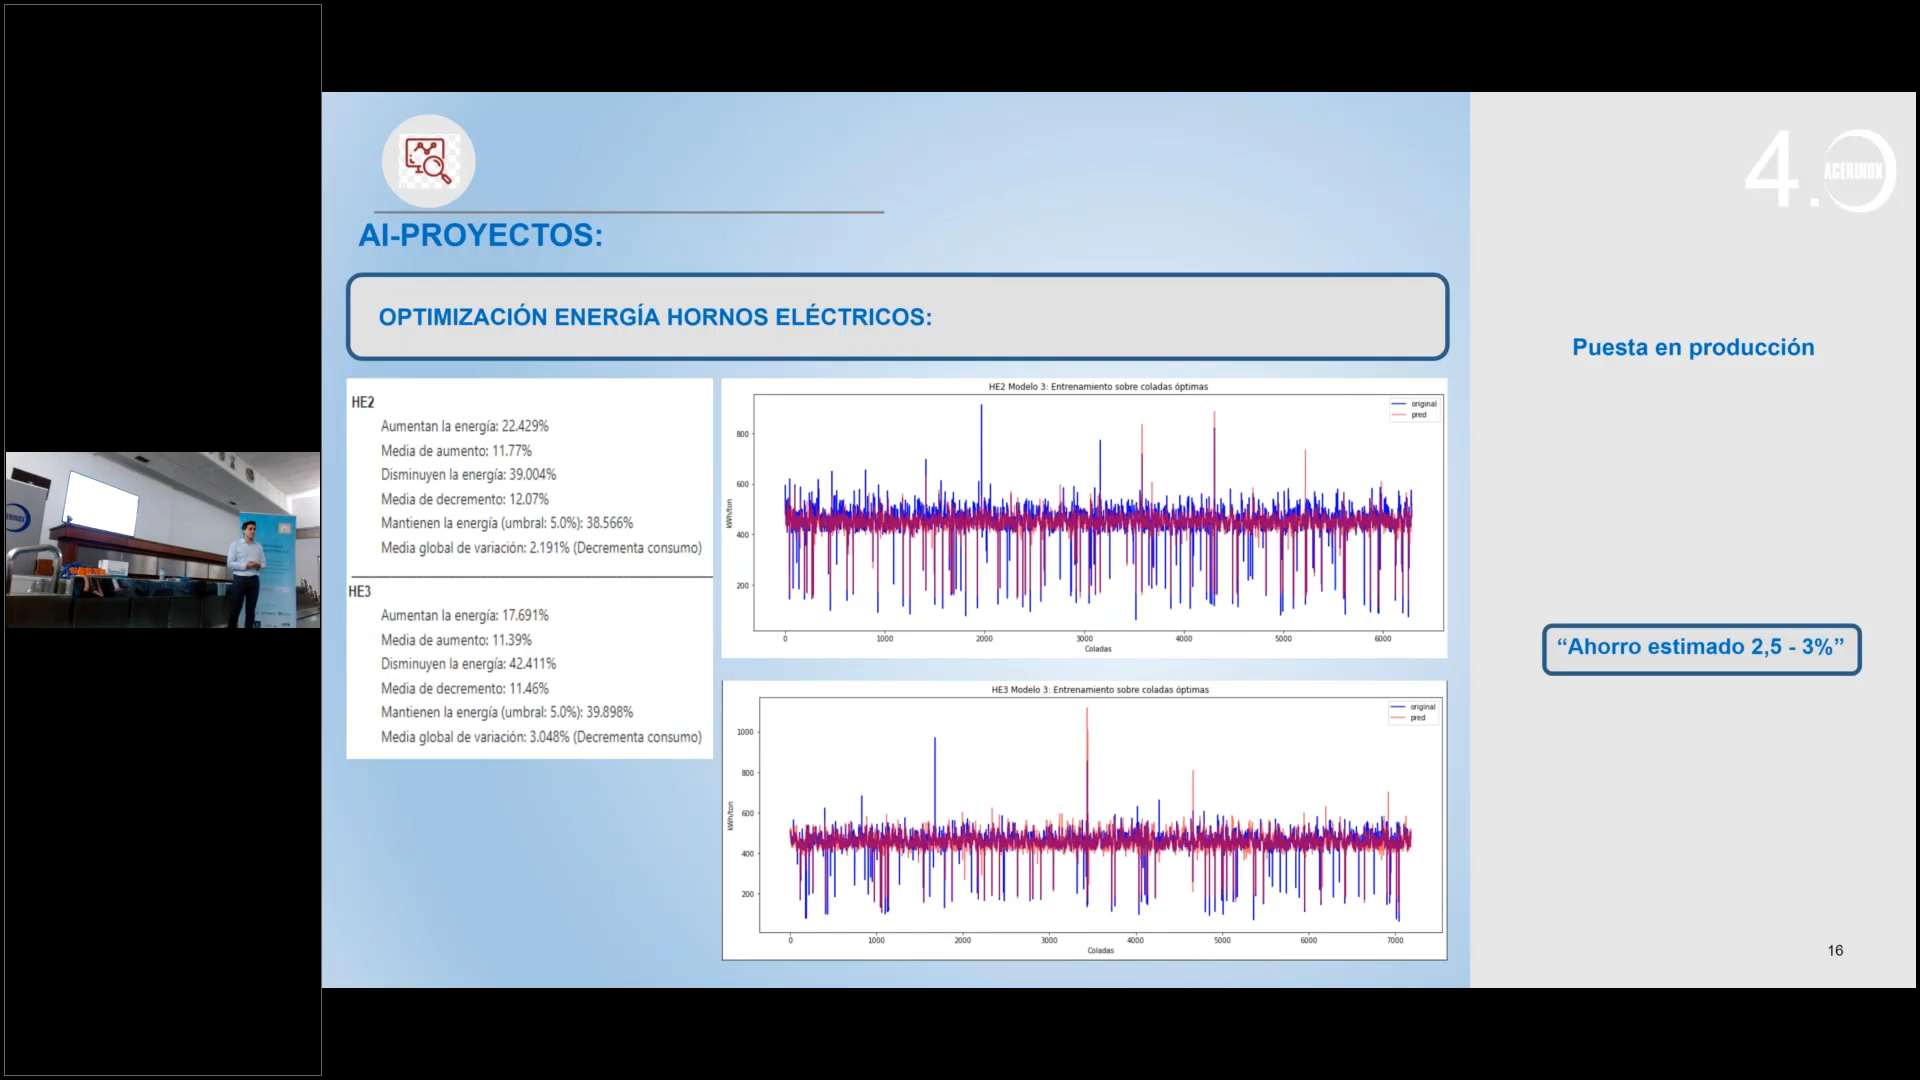 4.
ACERINOX
AI-PROYECTOS:
OPTIMIZACIÓN ENERGÍA HORNOS ELÉCTRICOS:
HE2
Aumentan la energía: 22.429%
Media de aumento: 11.77%
Disminuyen la energía: 39.004%
Media de decremento: 12.07%
Mantienen la energía (umbral: 5.0%): 38.566%
Media global de variación: 2.191% (Decrementa consumo)
HE3
Aumentan la energía: 17.691%
Media de aumento: 11.39%
Disminuyen la energía: 42.411%
Media de decremento: 11.46%
Mantienen la energía (umbral: 5.0%): 39.898%
Media global de variación: 3.048% (Decrementa consumo)
HE2 Modelo 3: Entrenamiento sobre coladas óptimas
original
pred
kWh/ton
800
600
400
200
0 1000 2000 3000 4000 5000 6000
Coladas
HE3 Modelo 3: Entrenamiento sobre coladas óptimas
original
pred
kWh/ton
1000
800
600
400
200
0 1000 2000 3000 4000 5000 6000 7000
Coladas
Puesta en producción
“Ahorro estimado 2,5 - 3%”
16